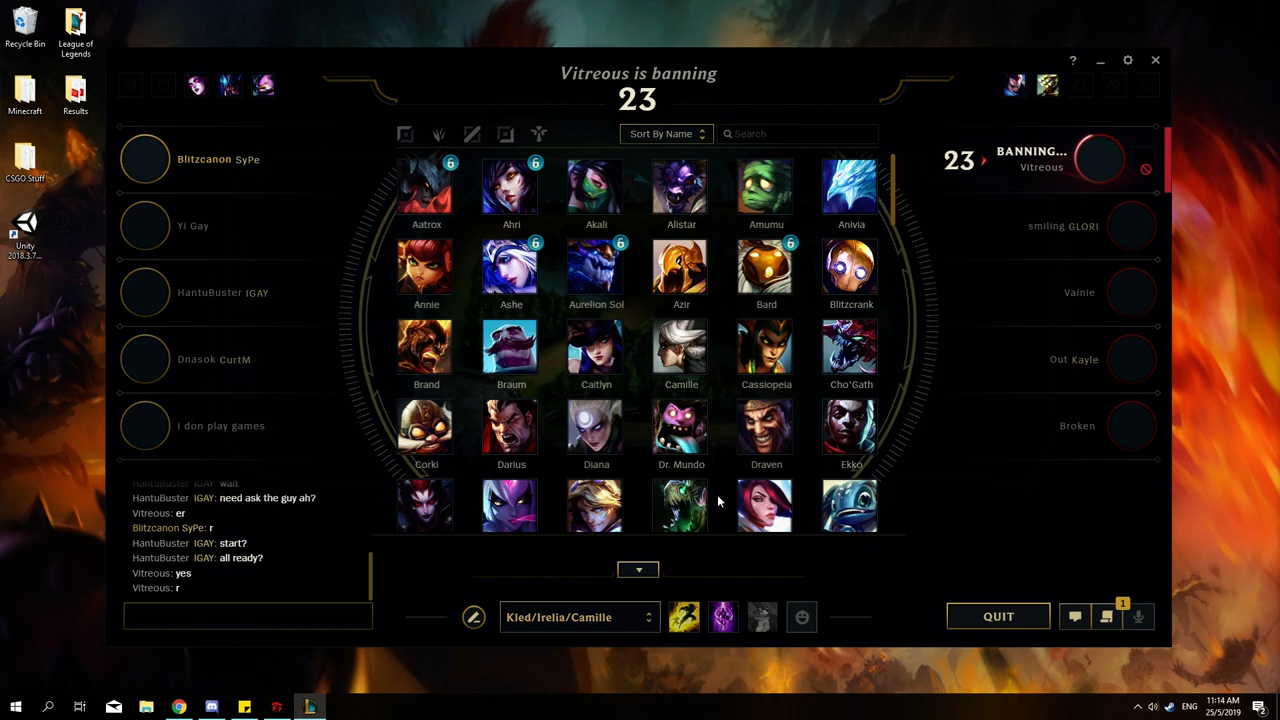 Recycle Bin
League of
Legends
Minecraft
Results
CSGO Stuff
Unity
2018.3.7...
?
Vitreous is banning
23
Sort By Name
Search
Blitzcanon SyPe
Yi Gay
HantuBuster IGAY
Dnasok CurtM
i don play games
6
6
Aatrox
Ahri
Akali
Alistar
Amumu
Anivia
6
6
6
Annie
Ashe
Aurelion Sol
Azir
Bard
Blitzcrank
Brand
Braum
Caitlyn
Camille
Cassiopeia
Cho'Gath
Corki
Darius
Diana
Dr. Mundo
Draven
Ekko
23
BANNING...
Vitreous
smiling GLORI
Vainie
Out Kayle
Broken
HantuBuster IGAY: wait
HantuBuster IGAY: need ask the guy ah?
Vitreous: er
Blitzcanon SyPe: r
HantuBuster IGAY: start?
HantuBuster IGAY: all ready?
Vitreous: yes
Vitreous: r
Kled/Irelia/Camille
QUIT
1
ENG
11:14 AM
25/5/2019
2